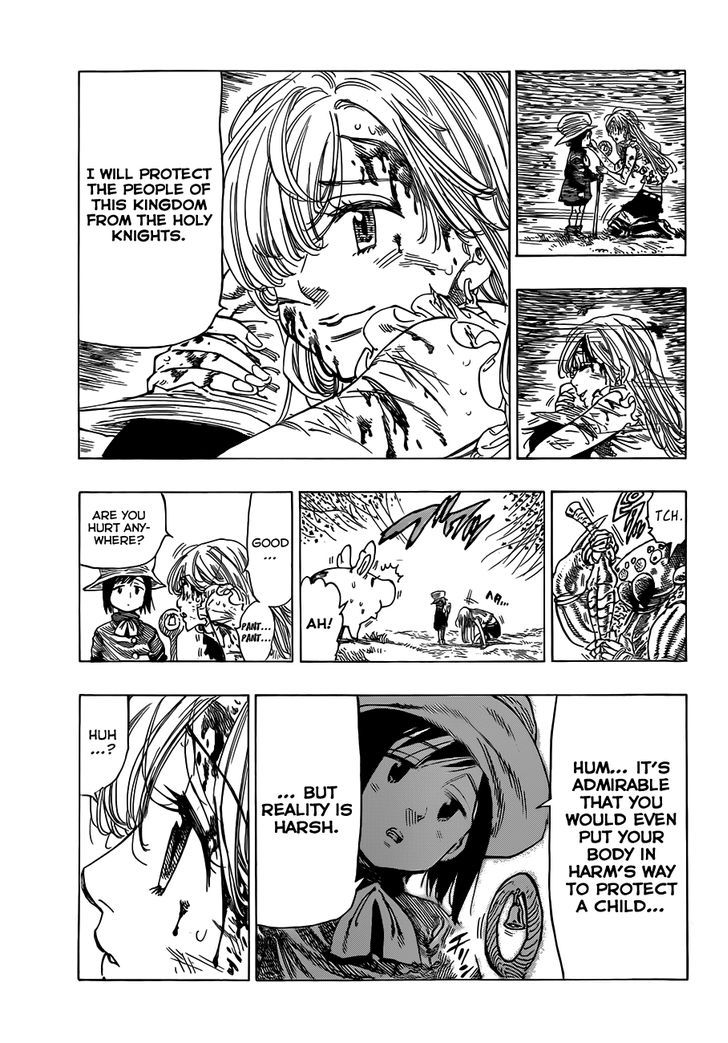 I WILL PROTECT
THE PEOPLE OF
THIS KINGDOM
FROM THE HOLY
KNIGHTS.
TCH.
AH!
GOOD
...
PANT...
PANT...
ARE YOU
HURT ANY-
WHERE?
HUM... IT'S
ADMIRABLE
THAT YOU
WOULD EVEN
PUT YOUR
BODY IN
HARM'S WAY
TO PROTECT
A CHILD...
... BUT
REALITY IS
HARSH.
HUH
...?